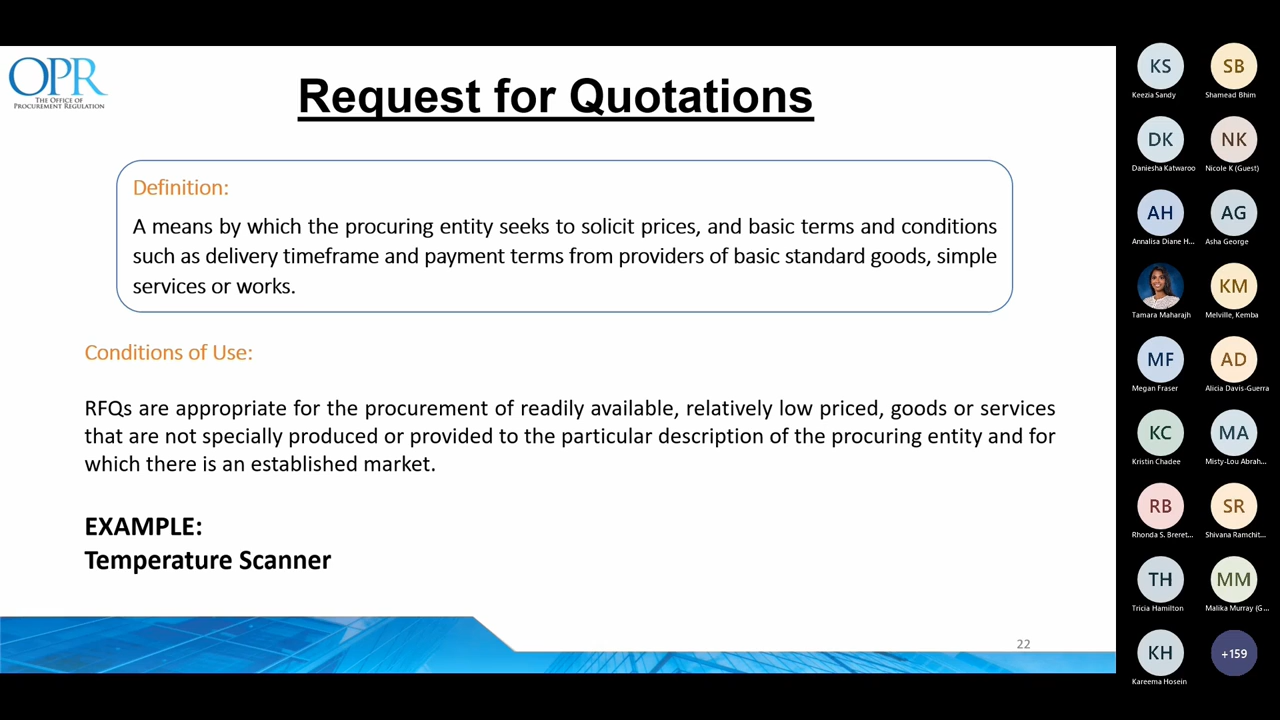 OPR
THE OFFICE OF
PROCUREMENT REGULATION
Request for Quotations
Definition:
A means by which the procuring entity seeks to solicit prices, and basic terms and conditions
such as delivery timeframe and payment terms from providers of basic standard goods, simple
services or works.
Conditions of Use:
RFQs are appropriate for the procurement of readily available, relatively low priced, goods or services
that are not specially produced or provided to the particular description of the procuring entity and for
which there is an established market.
EXAMPLE:
Temperature Scanner
22
KS
SB
Keezia Sandy
Shamead Bhim
DK
NK
Daniesha Katwaroo
Nicole K (Guest)
AH
AG
Annalisa Diane H...
Asha George
KM
Tamara Maharajh
Melville, Kemba
MF
AD
Megan Fraser
Alicia Davis-Guerra
KC
MA
Kristin Chadee
Misty-Lou Abrah...
RB
SR
Rhonda S. Breret...
Shivana Ramchit...
TH
MM
Tricia Hamilton
Malika Murray (G...
KH
+159
Kareema Hosein